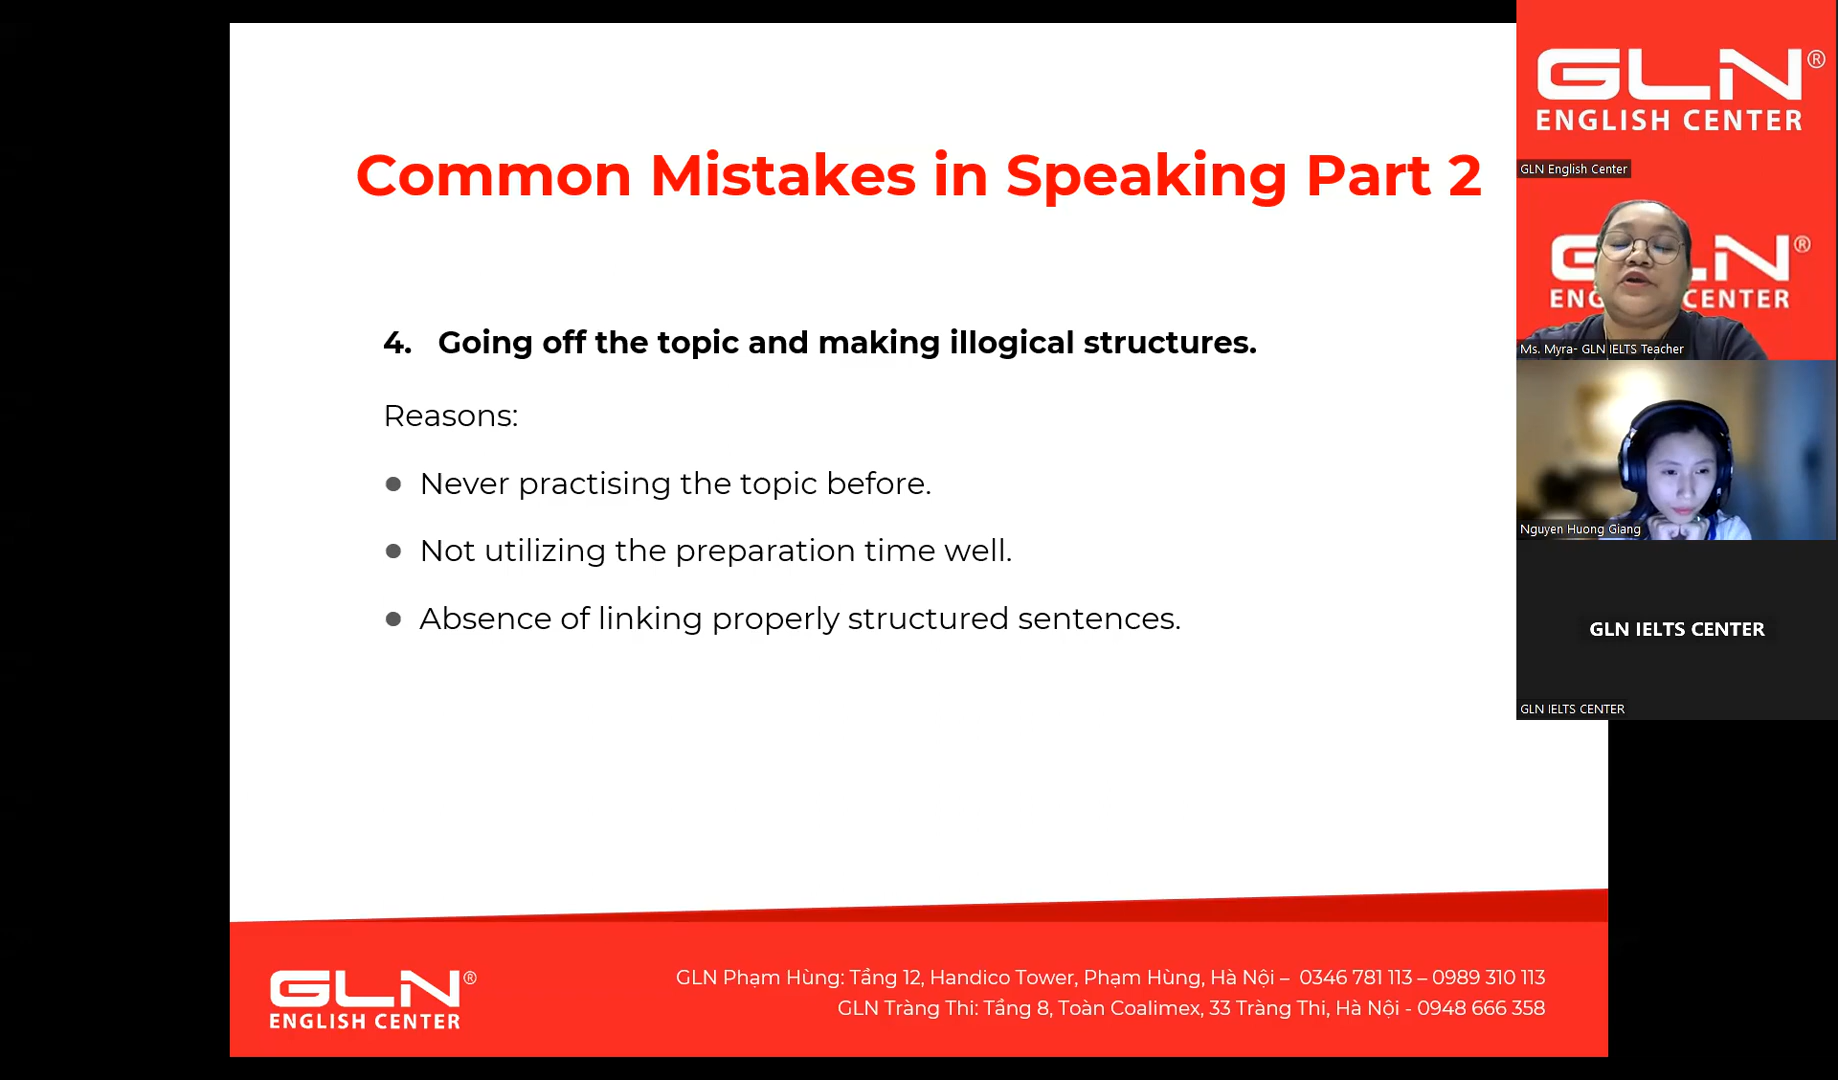 Common Mistakes in Speaking Part 2
4. Going off the topic and making illogical structures.
Reasons:
● Never practising the topic before.
● Not utilizing the preparation time well.
● Absence of linking properly structured sentences.
GLN®
ENGLISH CENTER
GLN Phạm Hùng: Tầng 12, Handico Tower, Phạm Hùng, Hà Nội – 0346 781 113 – 0989 310 113
GLN Tràng Thi: Tầng 8, Toàn Coalimex, 33 Tràng Thi, Hà Nội - 0948 666 358
GLN®
ENGLISH CENTER
GLN English Center
GLN®
ENG CENTER
Ms. Myra- GLN IELTS Teacher
Nguyen Huong Giang
GLN IELTS CENTER
GLN IELTS CENTER